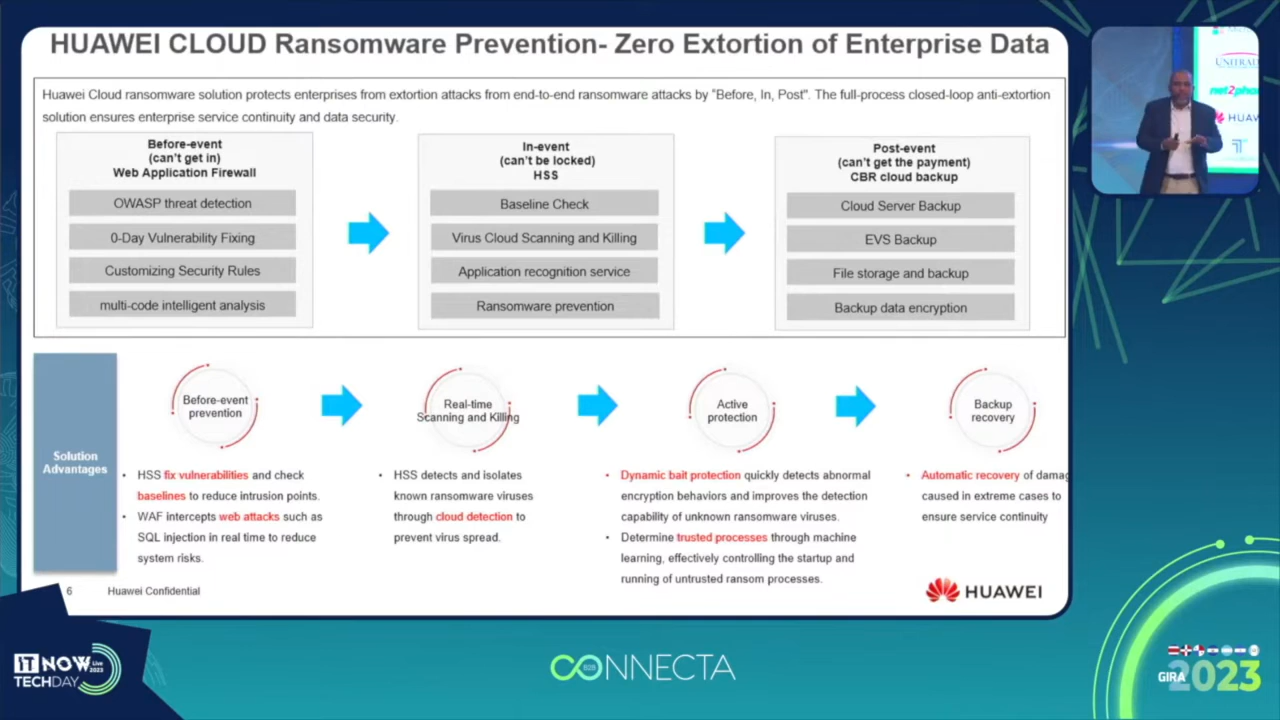 HUAWEI CLOUD Ransomware Prevention- Zero Extortion of Enterprise Data
Huawei Cloud ransomware solution protects enterprises from extortion attacks from end-to-end ransomware attacks by "Before, In, Post". The full-process closed-loop anti-extortion
solution ensures enterprise service continuity and data security.
Before-event
(can't get in)
Web Application Firewall
OWASP threat detection
0-Day Vulnerability Fixing
Customizing Security Rules
multi-code intelligent analysis
In-event
(can't be locked)
HSS
Baseline Check
Virus Cloud Scanning and Killing
Application recognition service
Ransomware prevention
Post-event
(can't get the payment)
CBR cloud backup
Cloud Server Backup
EVS Backup
File storage and backup
Backup data encryption
Solution
Advantages
Before-event
prevention
• HSS fix vulnerabilities and check
baselines to reduce intrusion points.
• WAF intercepts web attacks such as
SQL injection in real time to reduce
system risks.
Real-time
Scanning and Killing
• HSS detects and isolates
known ransomware viruses
through cloud detection to
prevent virus spread.
Active
protection
• Dynamic bait protection quickly detects abnormal
encryption behaviors and improves the detection
capability of unknown ransomware viruses.
• Determine trusted processes through machine
learning, effectively controlling the startup and
running of untrusted ransom processes.
Backup
recovery
• Automatic recovery of damag
caused in extreme cases to
ensure service continuity
6 Huawei Confidential
HUAWEI
UNITRA
net2ph
HUAW
IT NOW
Live
2023
TECHDAY
B2B
CONNECTA
GIRA
2023